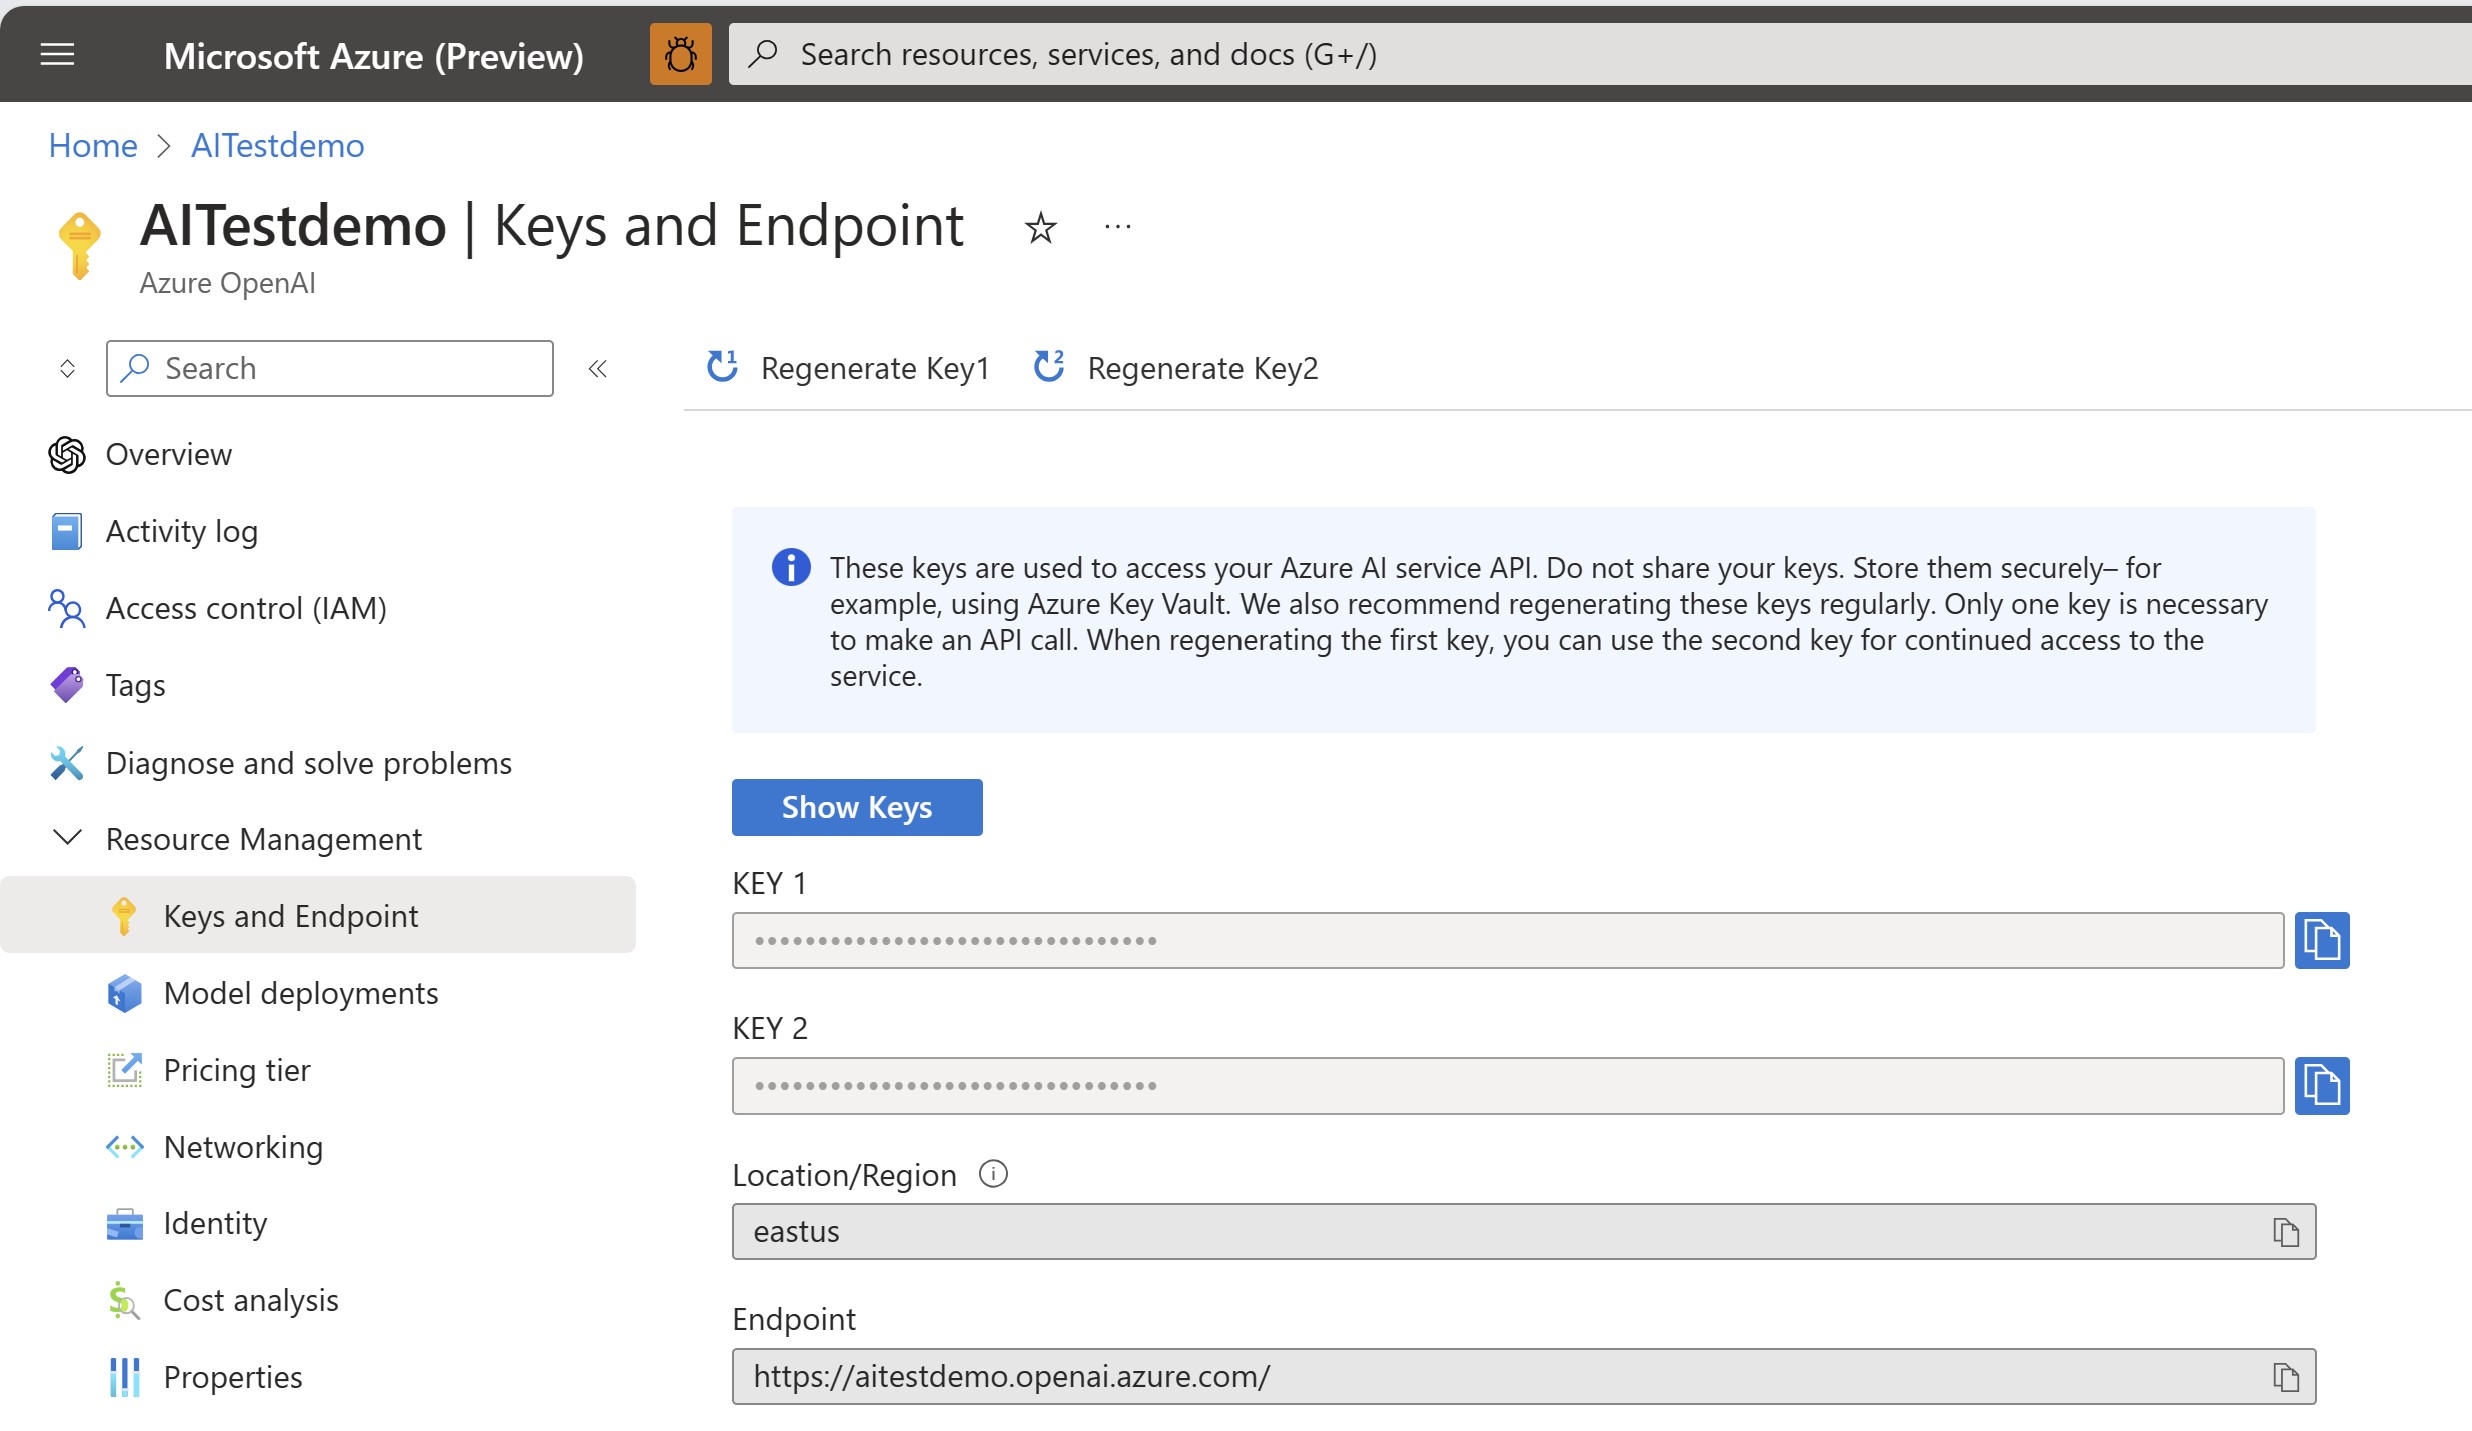 Microsoft Azure (Preview)
Search resources, services, and docs (G+/)
Home > AITestdemo
AITestdemo | Keys and Endpoint
Azure OpenAI
Search
Overview
Activity log
Access control (IAM)
Tags
Diagnose and solve problems
Resource Management
Keys and Endpoint
Model deployments
Pricing tier
Networking
Identity
Cost analysis
Properties
Regenerate Key1
Regenerate Key2
These keys are used to access your Azure AI service API. Do not share your keys. Store them securely– for
example, using Azure Key Vault. We also recommend regenerating these keys regularly. Only one key is necessary
to make an API call. When regenerating the first key, you can use the second key for continued access to the
service.
Show Keys
KEY 1
••••••••••••••••••••••••••••••••
KEY 2
••••••••••••••••••••••••••••••••
Location/Region
eastus
Endpoint
https://aitestdemo.openai.azure.com/